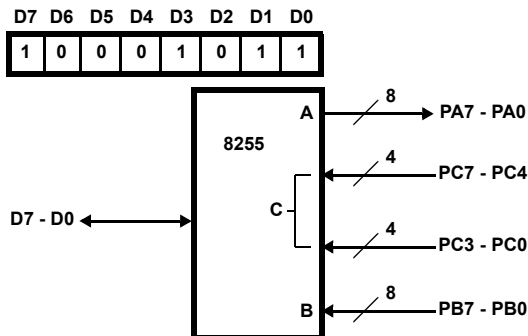 D7 D6 D5 D4 D3 D2 D1 D0
1 0 0 0 1 0 1 1
A 8 PA7 - PA0
8255
4 PC7 - PC4
C
D7 - D0
4 PC3 - PC0
B 8 PB7 - PB0